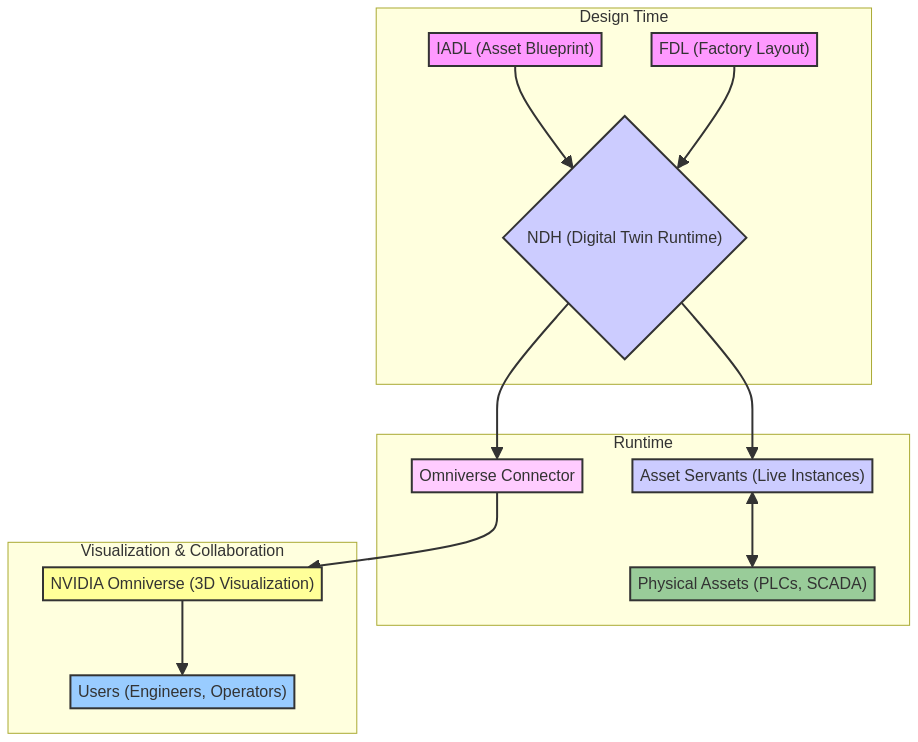 Design Time
IADL (Asset Blueprint)
FDL (Factory Layout)
NDH (Digital Twin Runtime)
Runtime
Omniverse Connector
Asset Servants (Live Instances)
Visualization & Collaboration
NVIDIA Omniverse (3D Visualization)
Physical Assets (PLCs, SCADA)
Users (Engineers, Operators)